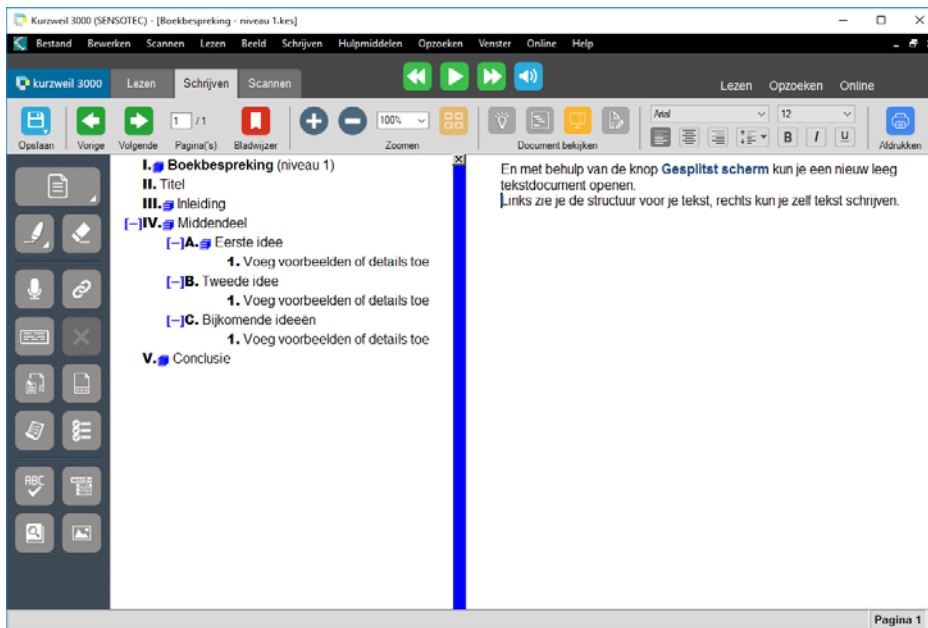 Kurzweil 3000 (SENSOTEC) - [Boekbespreking - niveau 1.kes]
Bestand Bewerken Scannen Lezen Beeld Schrijven Hulpmiddelen Opzoeken Venster Online Help
kurzweil 3000 Lezen Schrijven Scannen Lezen Opzoeken Online
1 / 1 100% Arial 12
B I U
Opslaan Vorige Volgende Pagina('s) Bladwijzer Zoomen Document bekijken Afdrukken
I. Boekbespreking (niveau 1)
II. Titel
III. Inleiding
[–]IV. Middendeel
[–]A. Eerste idee
1. Voeg voorbeelden of details toe
[–]B. Tweede idee
1. Voeg voorbeelden of details toe
[–]C. Bijkomende ideeën
1. Voeg voorbeelden of details toe
V. Conclusie
En met behulp van de knop Gesplitst scherm kun je een nieuw leeg
tekstdocument openen.
Links zie je de structuur voor je tekst, rechts kun je zelf tekst schrijven.
ABC
Pagina 1